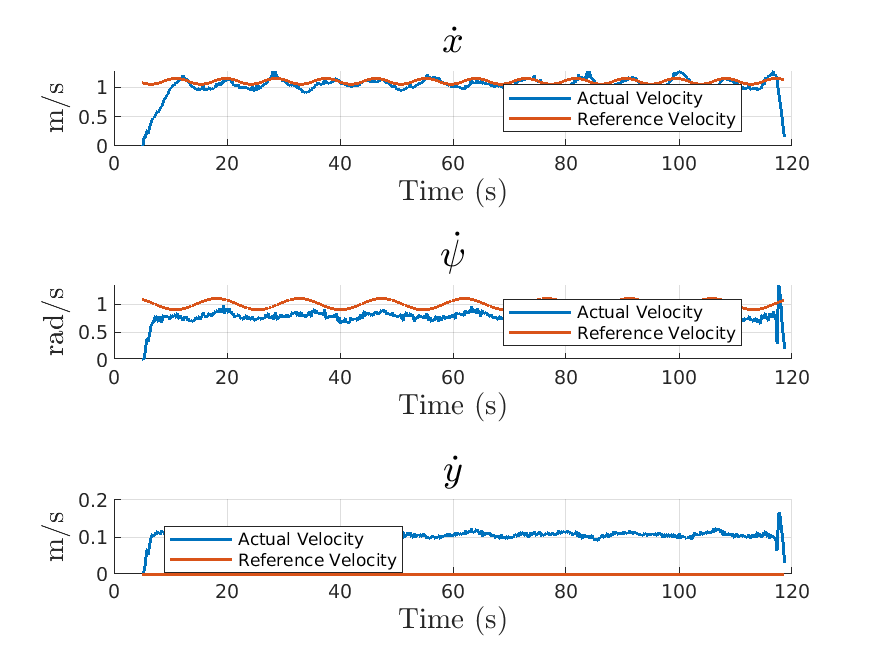 ẋ
m/s
1
0.5
0
Actual Velocity
Reference Velocity
0 20 40 60 80 100 120
Time (s)
ψ̇
rad/s
1
0.5
0
Actual Velocity
Reference Velocity
0 20 40 60 80 100 120
Time (s)
ẏ
m/s
0.2
0.1
0
Actual Velocity
Reference Velocity
0 20 40 60 80 100 120
Time (s)